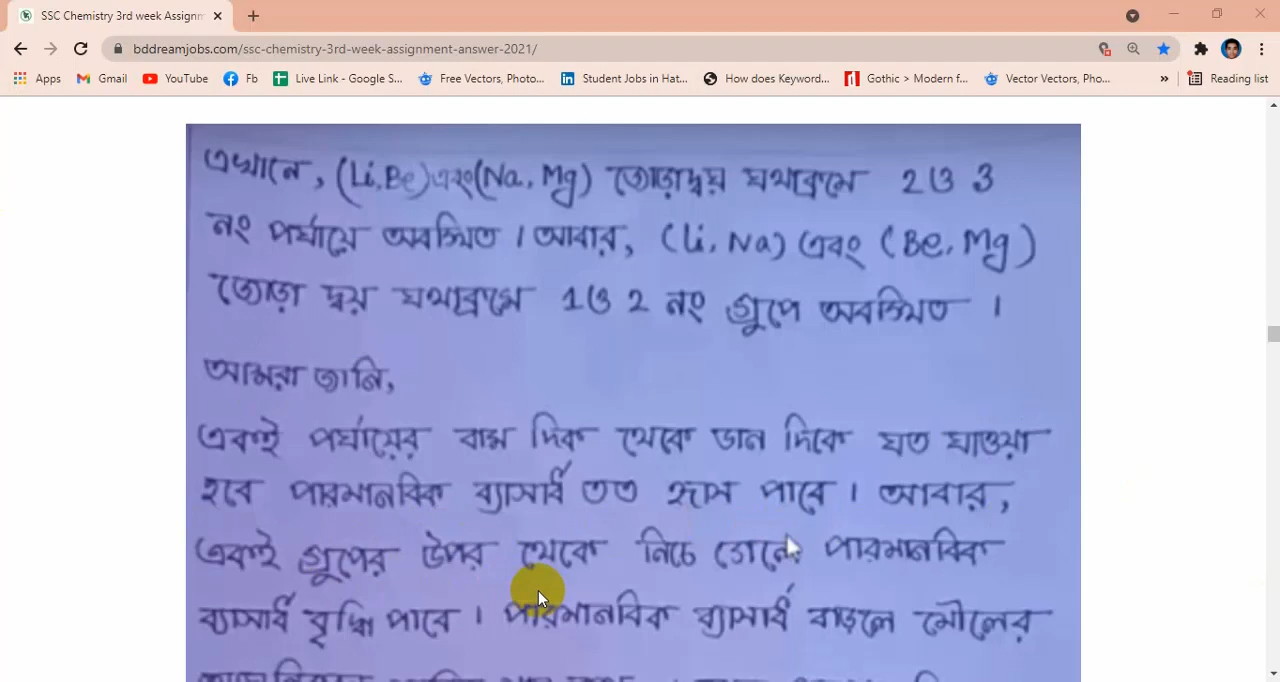 SSC Chemistry 3rd week Assignm
bddreamjobs.com/ssc-chemistry-3rd-week-assignment-answer-2021/
Apps Gmail YouTube Fb Live Link - Google S... Free Vectors, Photo... Student Jobs in Hat... How does Keyword... Gothic > Modern f... Vector Vectors, Pho... » Reading list
এখানে, (Li, Be) এবং (Na, Mg) জোড়াদ্বয় যথাক্রমে 2 ও 3
নং পর্যায়ে অবস্থিত । আবার, (Li, Na) এবং (Be, Mg)
জোড়া দ্বয় যথাক্রমে 1 ও 2 নং গ্রুপে অবস্থিত ।
আমরা জানি,
একই পর্যায়ের বাম দিক থেকে ডান দিকে যত যাওয়া
হবে পারমানবিক ব্যাসার্ধ তত হ্রাস পাবে । আবার,
একই গ্রুপের উপর থেকে নিচে গেলে পারমানবিক
ব্যাসার্ধ বৃদ্ধি পাবে । পারমানবিক ব্যাসার্ধ বাড়লে মৌলের